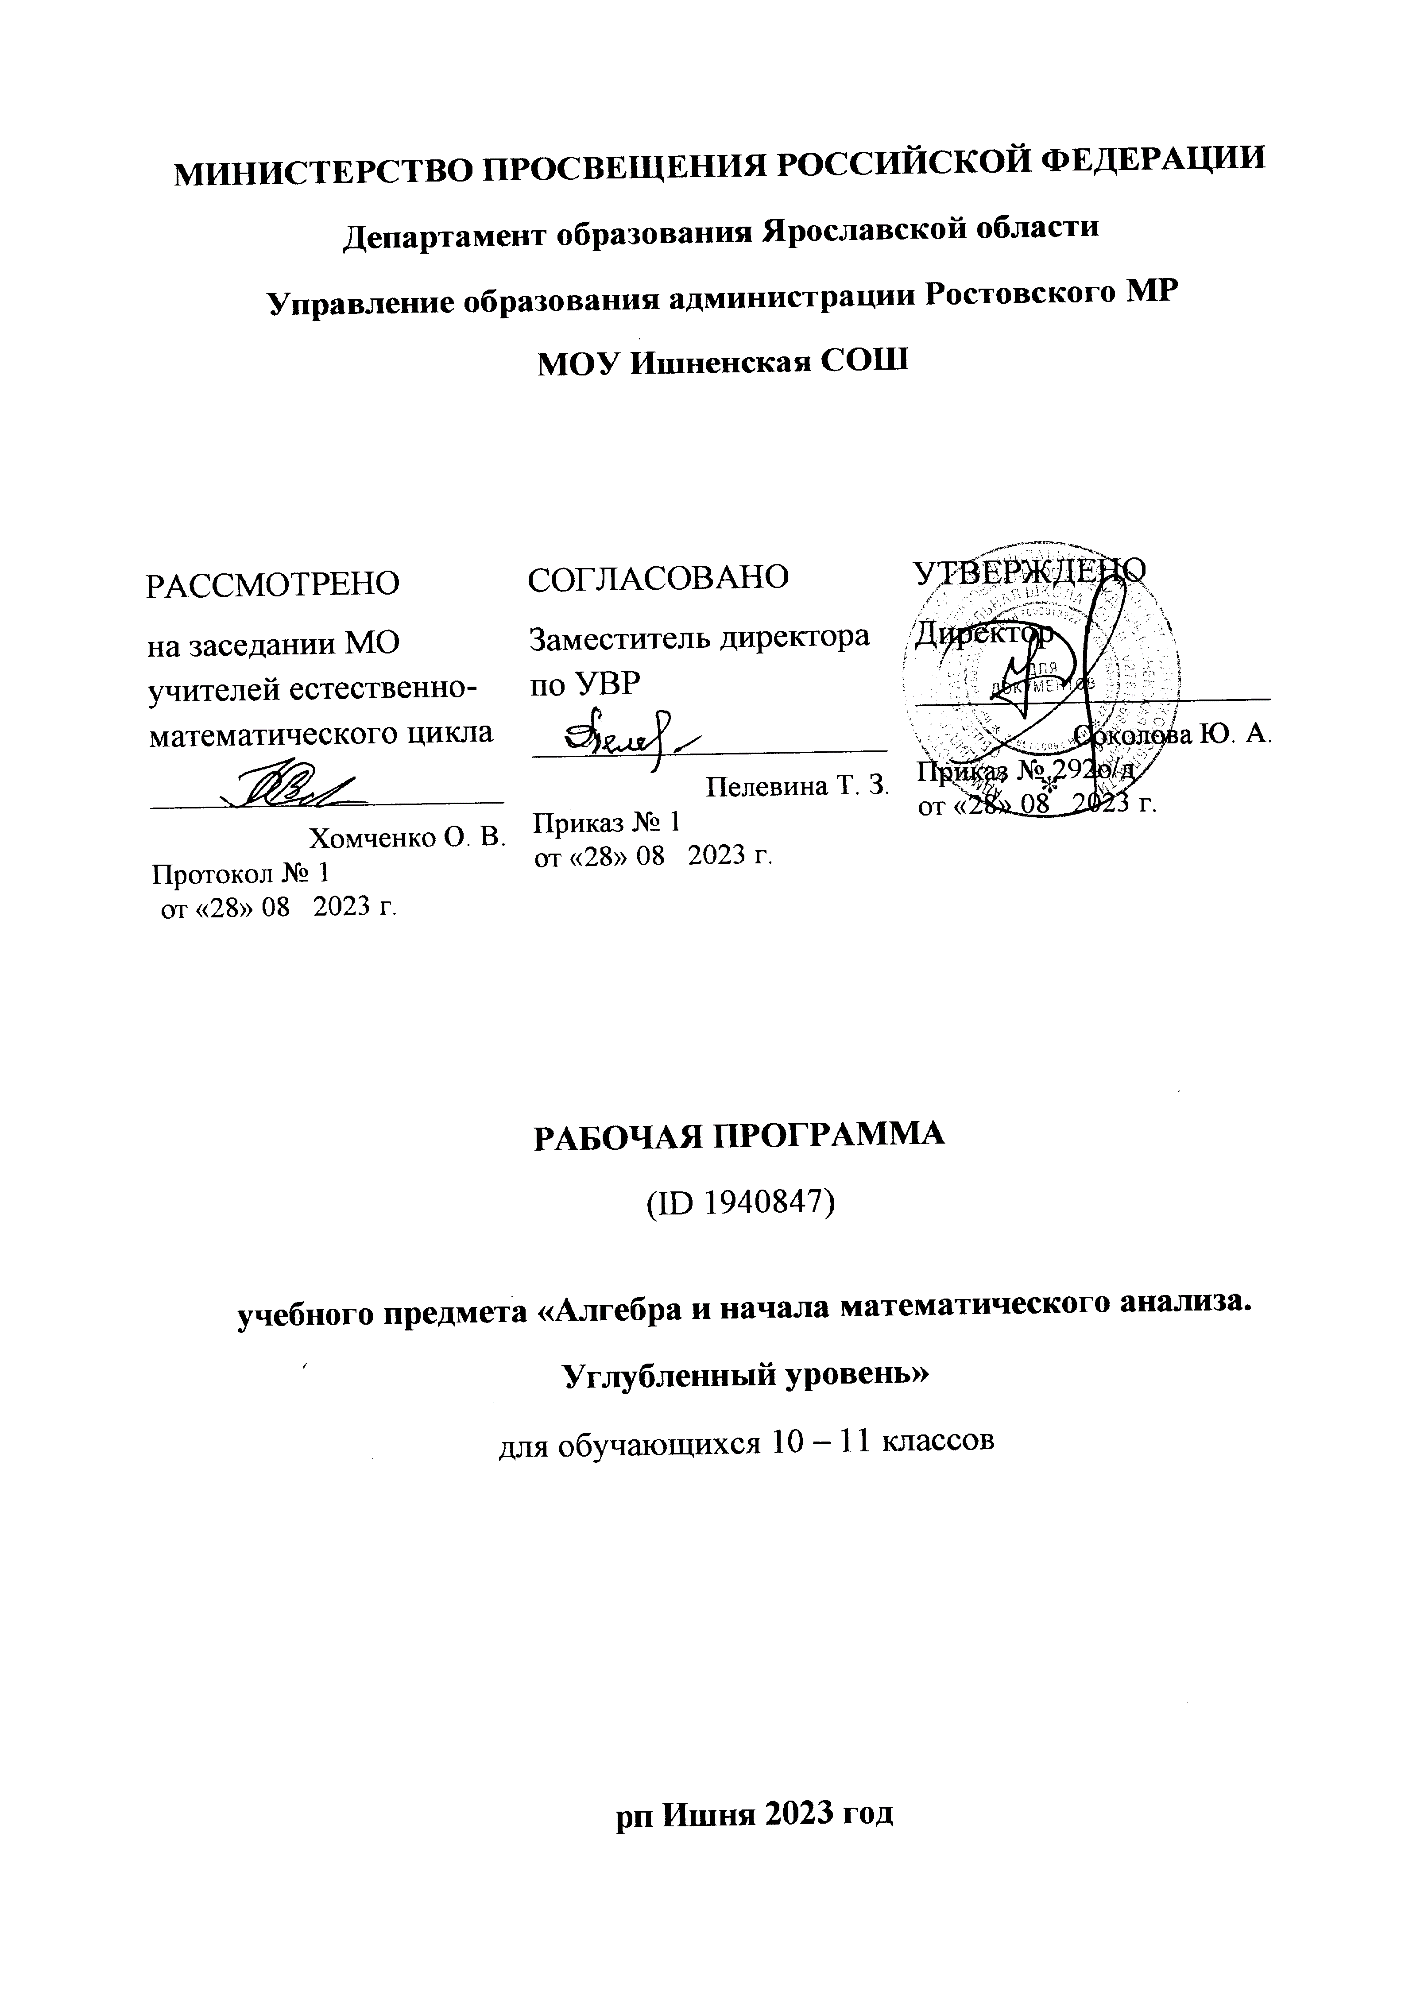 МИНИСТЕРСТВО ПРОСВЕЩЕНИЯ РОССИЙСКОЙ ФЕДЕРАЦИИ
Департамент образования Ярославской области
Управление образования администрации Ростовского МР
МОУ Ишненская СОШ
РАССМОТРЕНО
на заседании МО
учителей естественно-
математического цикла
Хомченко О. В.
Протокол № 1
от «28» 08 2023 г.
СОГЛАСОВАНО
Заместитель директора
по УВР
Пелевина Т. З.
Приказ № 1
от «28» 08 2023 г.
УТВЕРЖДЕНО
Директор
ДЛЯ
ДОКУМЕНТОВ
Соколова Ю. А.
Приказ № 292о/д
от «28» 08 2023 г.
РАБОЧАЯ ПРОГРАММА
(ID 1940847)
учебного предмета «Алгебра и начала математического анализа.
Углубленный уровень»
для обучающихся 10 – 11 классов
рп Ишня 2023 год